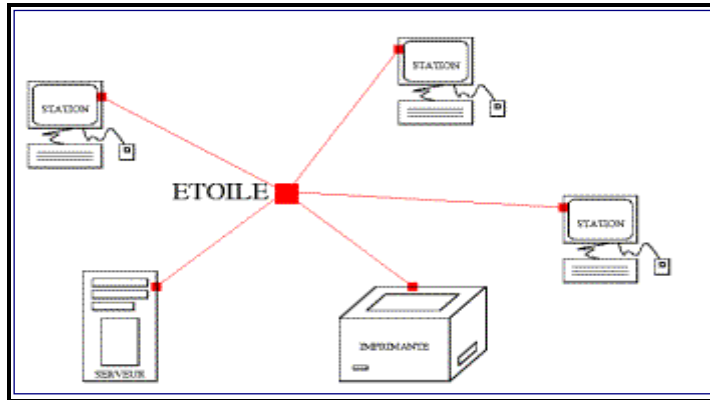 STATION
STATION
ETOILE
STATION
IMPRIMANTE
SERVEUR